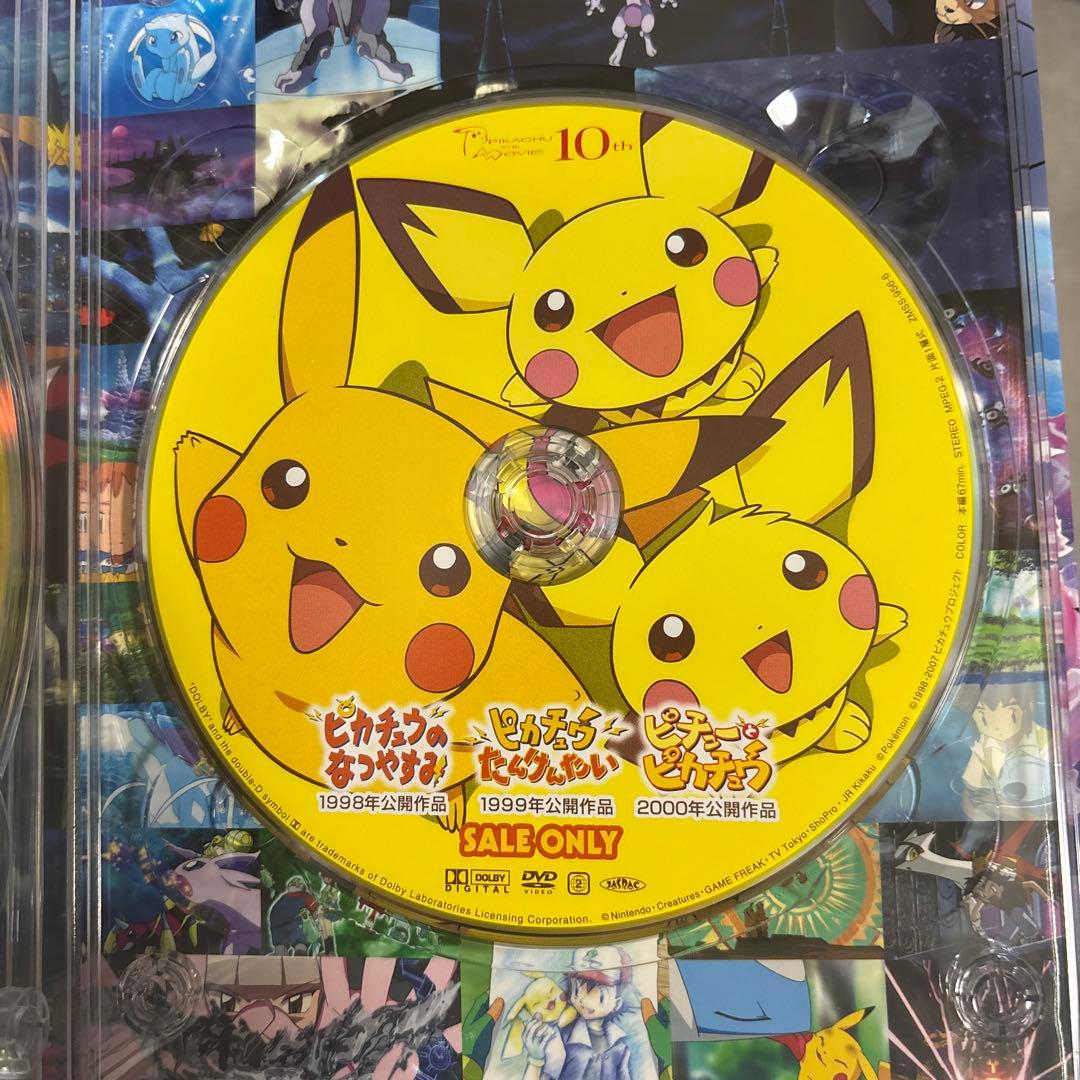 PIKACHU THE MOVIE 10th
ピカチュウのなつやすみ
1998年公開作品
ピカチュウたんけんたい
1999年公開作品
ピチューとピカチュウ
2000年公開作品
SALE ONLY
DOLBY DIGITAL
DVD VIDEO
2
JASRAC
"DOLBY" and the double-D symbol are trademarks of Dolby Laboratories Licensing Corporation.
©Nintendo・Creatures・GAME FREAK・TV Tokyo・ShoPro・JR Kikaku ©Pokémon ©1998-2007 ピカチュウプロジェクト COLOR 本編67min. STEREO MPEG-2 片面1層式 ZMSS-956-6